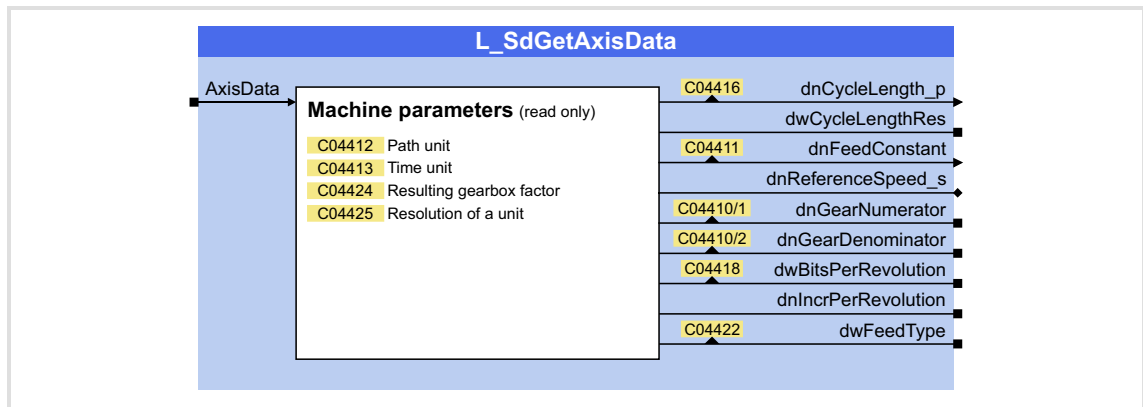 L_SdGetAxisData
AxisData
Machine parameters (read only)
C04412 Path unit
C04413 Time unit
C04424 Resulting gearbox factor
C04425 Resolution of a unit
C04416 dnCycleLength_p
dwCycleLengthRes
C04411 dnFeedConstant
dnReferenceSpeed_s
C04410/1 dnGearNumerator
C04410/2 dnGearDenominator
C04418 dwBitsPerRevolution
dnIncrPerRevolution
C04422 dwFeedType